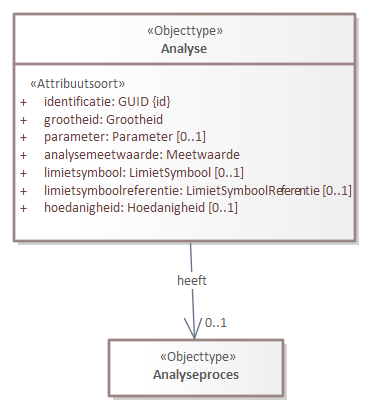 «Objecttype»
Analyse
«Attribuutsoort»
+ identificatie: GUID {id}
+ grootheid: Grootheid
+ parameter: Parameter [0..1]
+ analysemeetwaarde: Meetwaarde
+ limietsymbool: LimietSymbool [0..1]
+ limietsymboolreferentie: LimietSymboolReferentie [0..1]
+ hoedanigheid: Hoedanigheid [0..1]
heeft
0..1
«Objecttype»
Analyseproces